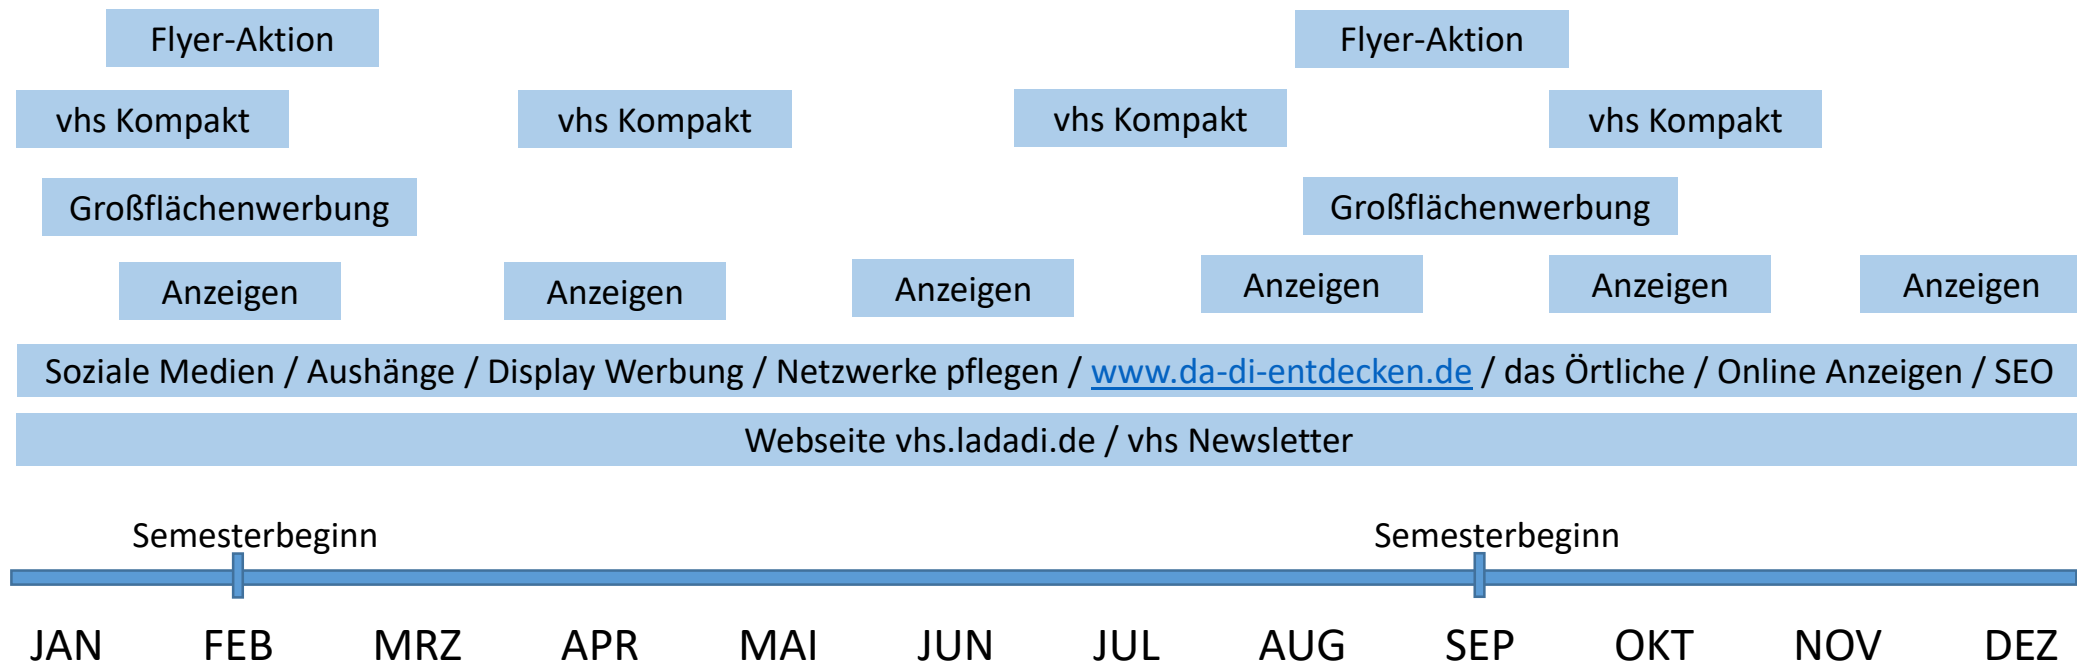 Flyer-Aktion Flyer-Aktion
vhs Kompakt vhs Kompakt vhs Kompakt vhs Kompakt
Großflächenwerbung Großflächenwerbung
Anzeigen Anzeigen Anzeigen Anzeigen Anzeigen Anzeigen
Soziale Medien / Aushänge / Display Werbung / Netzwerke pflegen / www.da-di-entdecken.de / das Örtliche / Online Anzeigen / SEO
Webseite vhs.ladadi.de / vhs Newsletter
Semesterbeginn Semesterbeginn
JAN FEB MRZ APR MAI JUN JUL AUG SEP OKT NOV DEZ